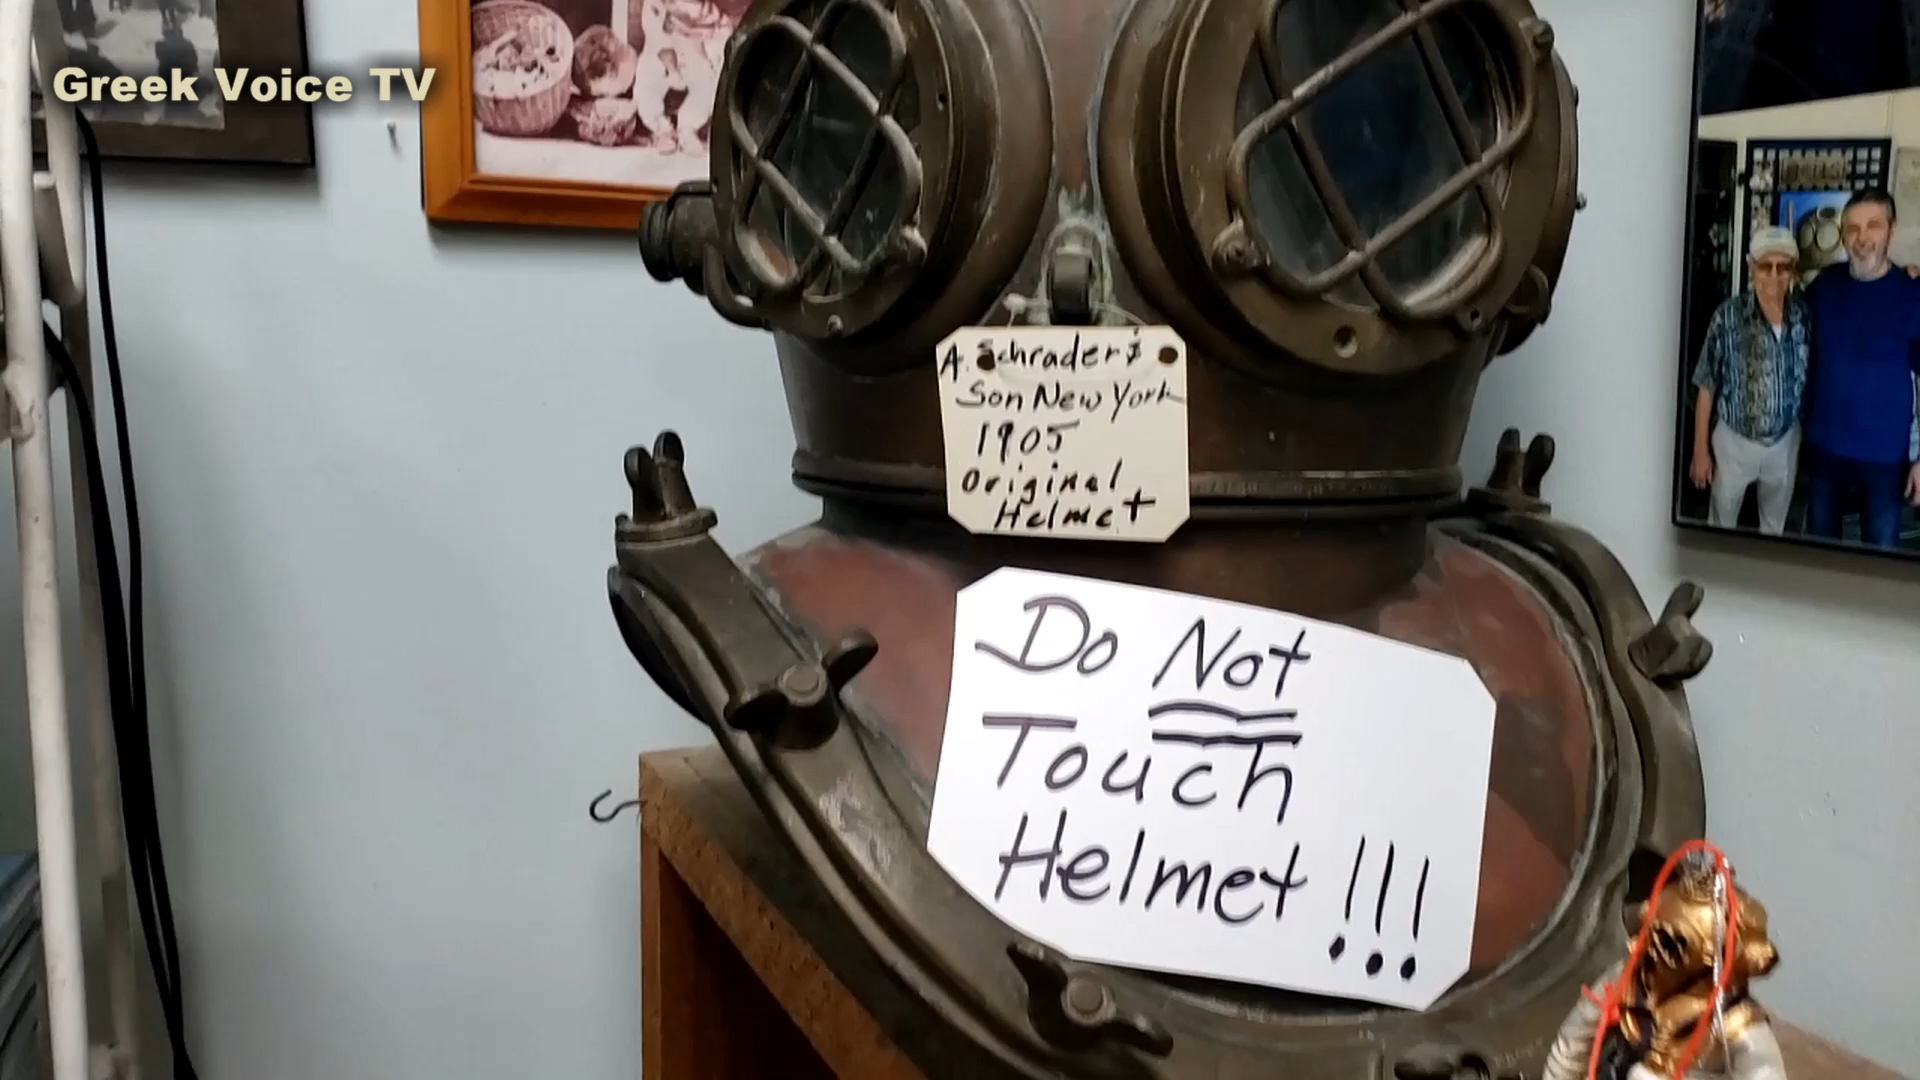 Greek Voice TV
A. Schrader's
Son New York
1905
Original
Helmet
Do Not
Touch
Helmet !!!